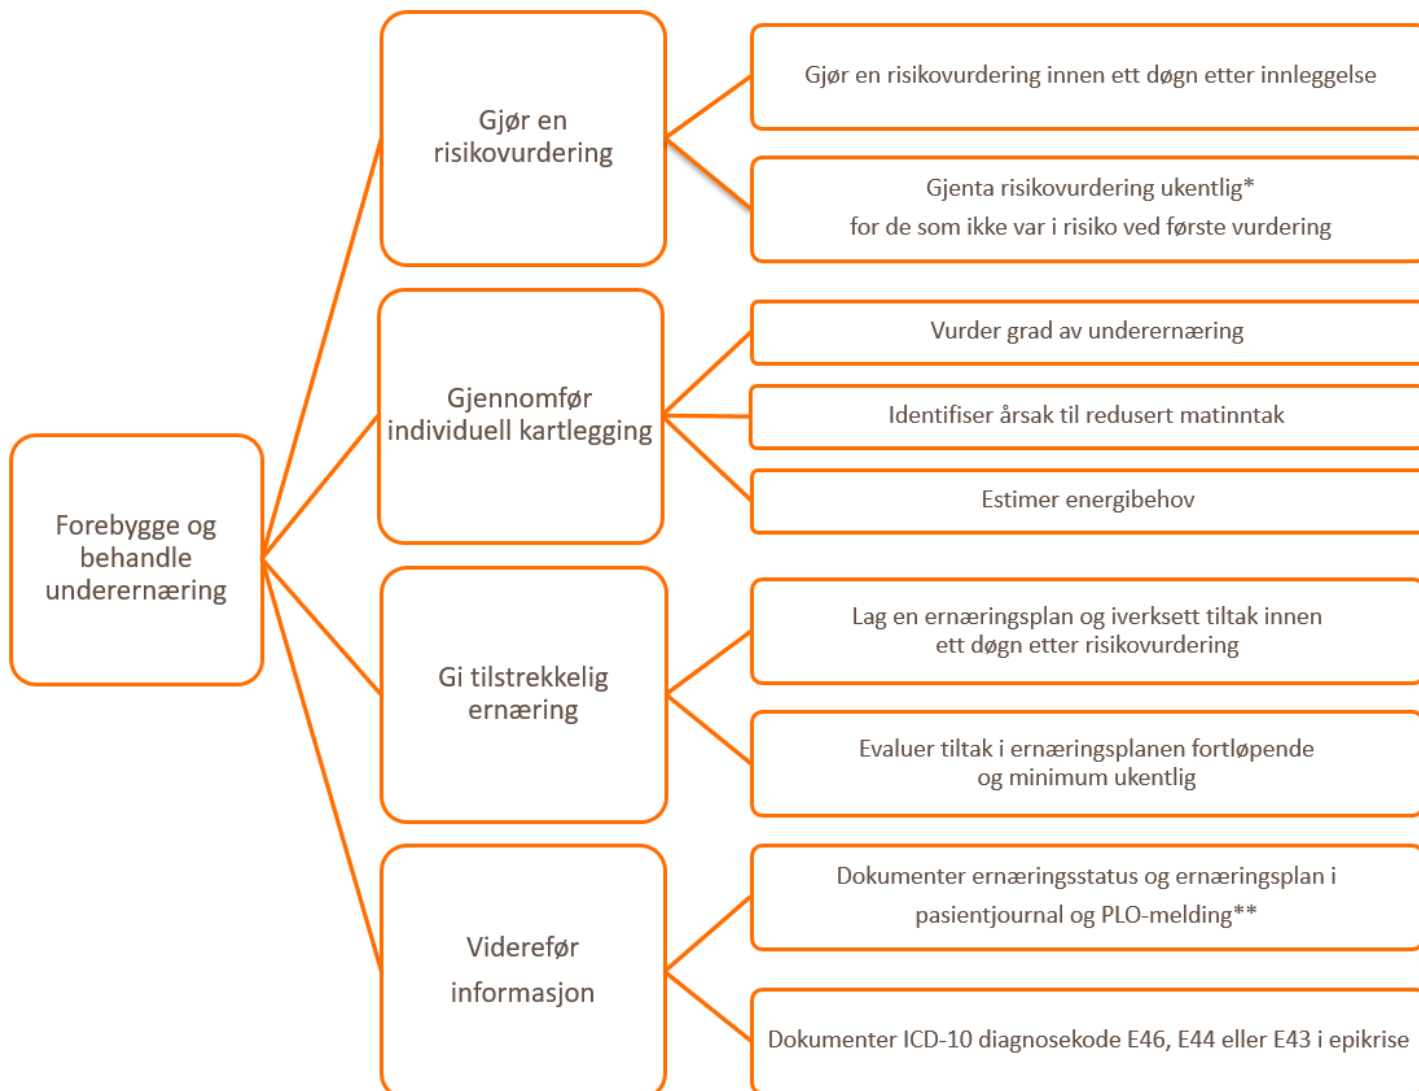 Forebygge og
behandle
underernæring
Gjør en
risikovurdering
Gjør en risikovurdering innen ett døgn etter innleggelse
Gjenta risikovurdering ukentlig*
for de som ikke var i risiko ved første vurdering
Gjennomfør
individuell kartlegging
Vurder grad av underernæring
Identifiser årsak til redusert matinntak
Estimer energibehov
Gi tilstrekkelig
ernæring
Lag en ernæringsplan og iverksett tiltak innen
ett døgn etter risikovurdering
Evaluer tiltak i ernæringsplanen fortløpende
og minimum ukentlig
Viderefør
informasjon
Dokumenter ernæringsstatus og ernæringsplan i
pasientjournal og PLO-melding**
Dokumenter ICD-10 diagnosekode E46, E44 eller E43 i epikrise